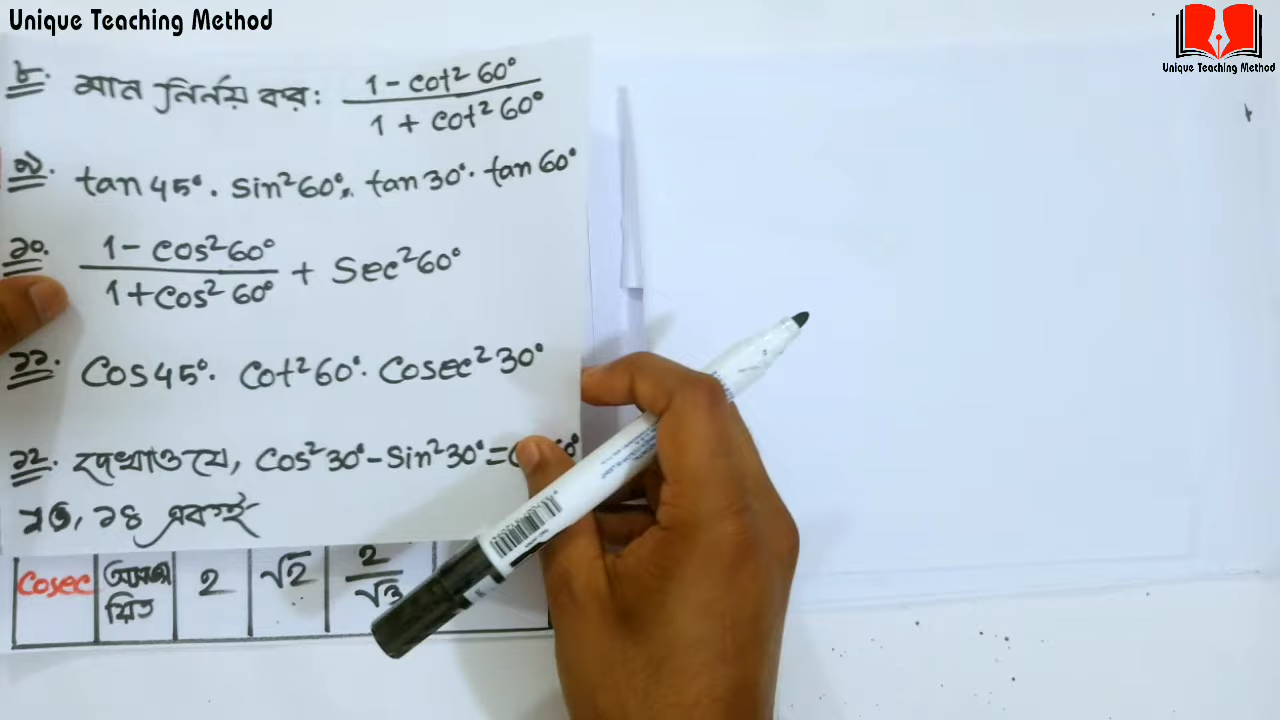 Unique Teaching Method
Unique Teaching Method
৮. মান নির্নয় কর: (1 - cot² 60°) / (1 + cot² 60°)
৯. tan 45°. sin² 60°. tan 30°. tan 60°
১০. (1 - cos² 60°) / (1 + cos² 60°) + Sec² 60°
১১. Cos 45°. Cot² 60°. Cosec² 30°
১২. দেখাও যে, Cos² 30° - Sin² 30° =
১৩, ১৪ একই
Cosec অসংজ্ঞায়িত 2 √2 2/√3